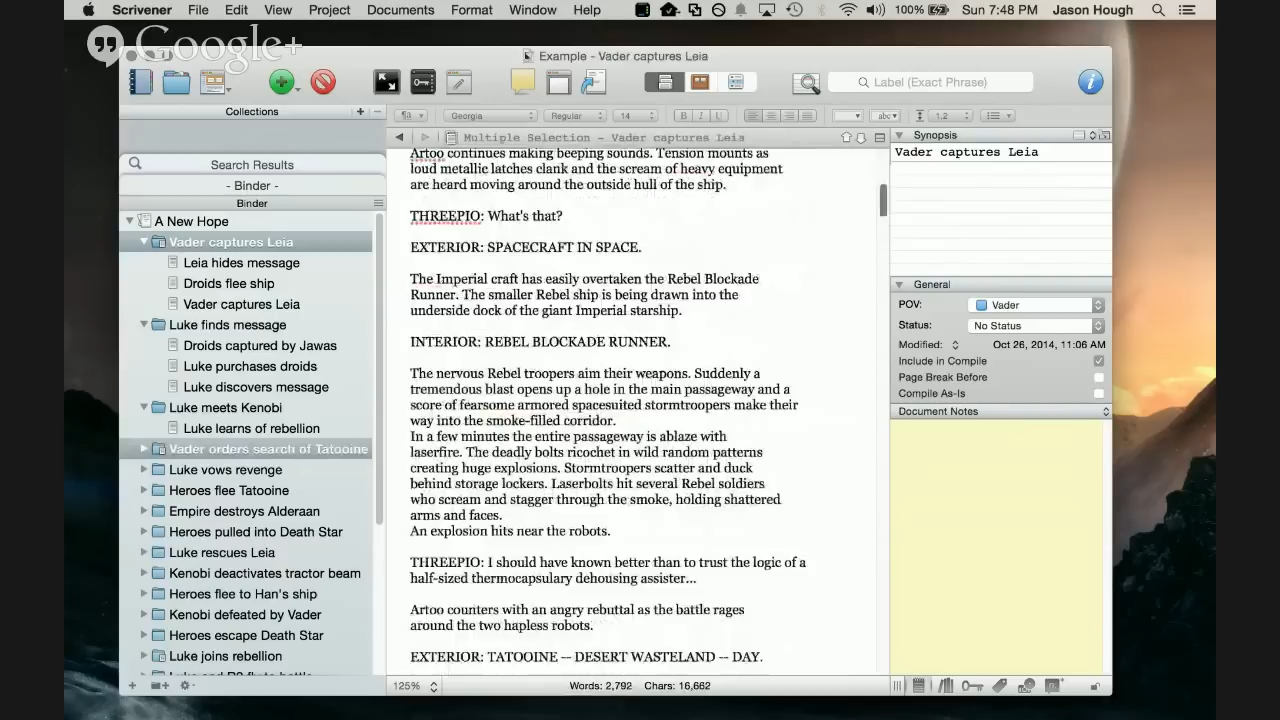 Scrivener File Edit View Project Documents Format Window Help 100% Sun 7:48 PM Jason Hough
Google+
Example - Vader captures Leia
Label (Exact Phrase)
Collections
Georgia Regular 14 B I U abc 1.2
Multiple Selection - Vader captures Leia
Search Results
- Binder -
Binder
A New Hope
Vader captures Leia
Leia hides message
Droids flee ship
Vader captures Leia
Luke finds message
Droids captured by Jawas
Luke purchases droids
Luke discovers message
Luke meets Kenobi
Luke learns of rebellion
Vader orders search of Tatooine
Luke vows revenge
Heroes flee Tatooine
Empire destroys Alderaan
Heroes pulled into Death Star
Luke rescues Leia
Kenobi deactivates tractor beam
Heroes flee to Han's ship
Kenobi defeated by Vader
Heroes escape Death Star
Luke joins rebellion
Artoo continues making beeping sounds. Tension mounts as
loud metallic latches clank and the scream of heavy equipment
are heard moving around the outside hull of the ship.
THREEPIO: What's that?
EXTERIOR: SPACECRAFT IN SPACE.
The Imperial craft has easily overtaken the Rebel Blockade
Runner. The smaller Rebel ship is being drawn into the
underside dock of the giant Imperial starship.
INTERIOR: REBEL BLOCKADE RUNNER.
The nervous Rebel troopers aim their weapons. Suddenly a
tremendous blast opens up a hole in the main passageway and a
score of fearsome armored spacesuited stormtroopers make their
way into the smoke-filled corridor.
In a few minutes the entire passageway is ablaze with
laserfire. The deadly bolts ricochet in wild random patterns
creating huge explosions. Stormtroopers scatter and duck
behind storage lockers. Laserbolts hit several Rebel soldiers
who scream and stagger through the smoke, holding shattered
arms and faces.
An explosion hits near the robots.
THREEPIO: I should have known better than to trust the logic of a
half-sized thermocapsulary dehousing assister...
Artoo counters with an angry rebuttal as the battle rages
around the two hapless robots.
EXTERIOR: TATOOINE -- DESERT WASTELAND -- DAY.
125% Words: 2,792 Chars: 16,662
Synopsis
Vader captures Leia
General
POV: Vader
Status: No Status
Modified: Oct 26, 2014, 11:06 AM
Include in Compile
Page Break Before
Compile As-Is
Document Notes